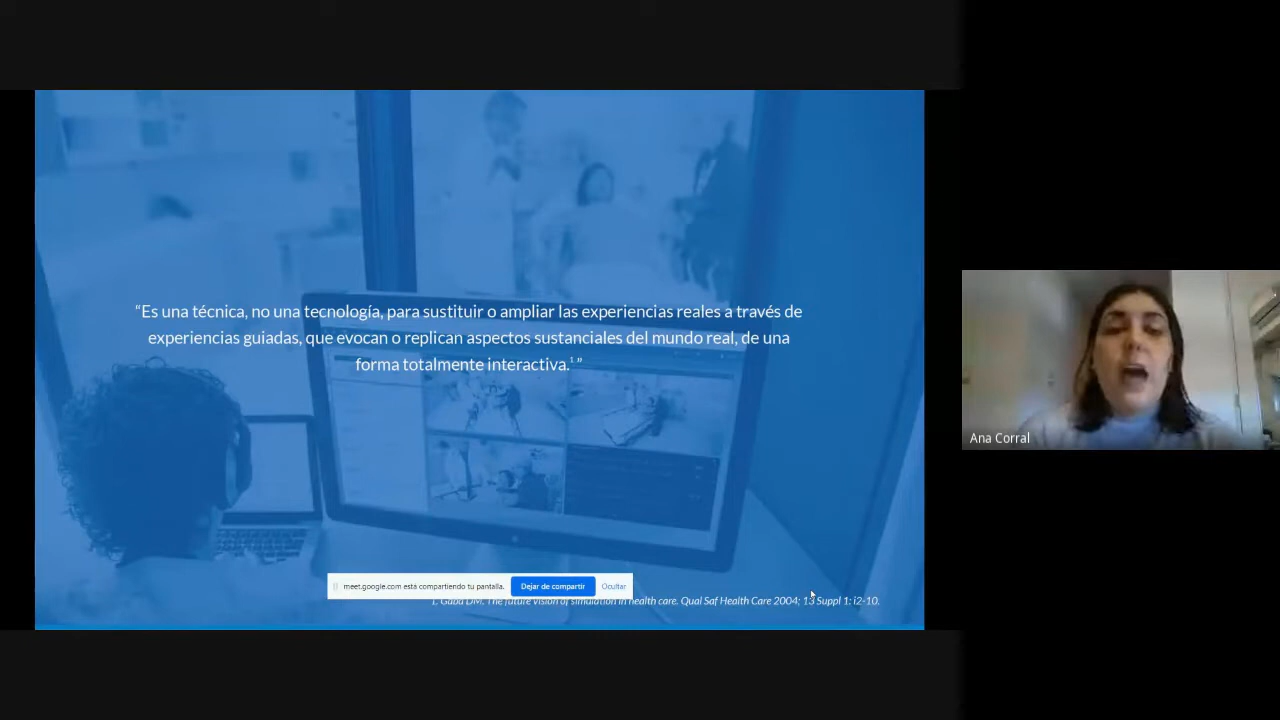 “Es una técnica, no una tecnología, para sustituir o ampliar las experiencias reales a través de
experiencias guiadas, que evocan o replican aspectos sustanciales del mundo real, de una
forma totalmente interactiva.¹”
Ana Corral
meet.google.com está compartiendo tu pantalla. Dejar de compartir Ocultar
1. Gaba DM. The future vision of simulation in health care. Qual Saf Health Care 2004; 13 Suppl 1: i2-10.